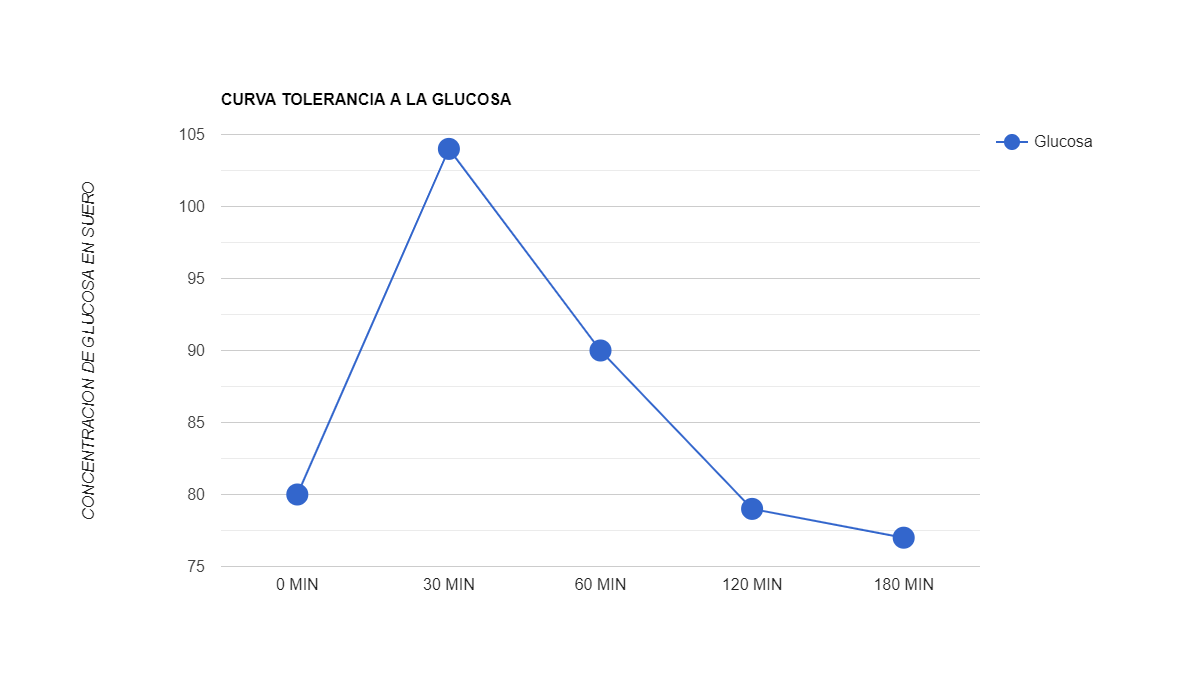 CURVA TOLERANCIA A LA GLUCOSA
Glucosa
CONCENTRACION DE GLUCOSA EN SUERO
105
100
95
90
85
80
75
0 MIN
30 MIN
60 MIN
120 MIN
180 MIN